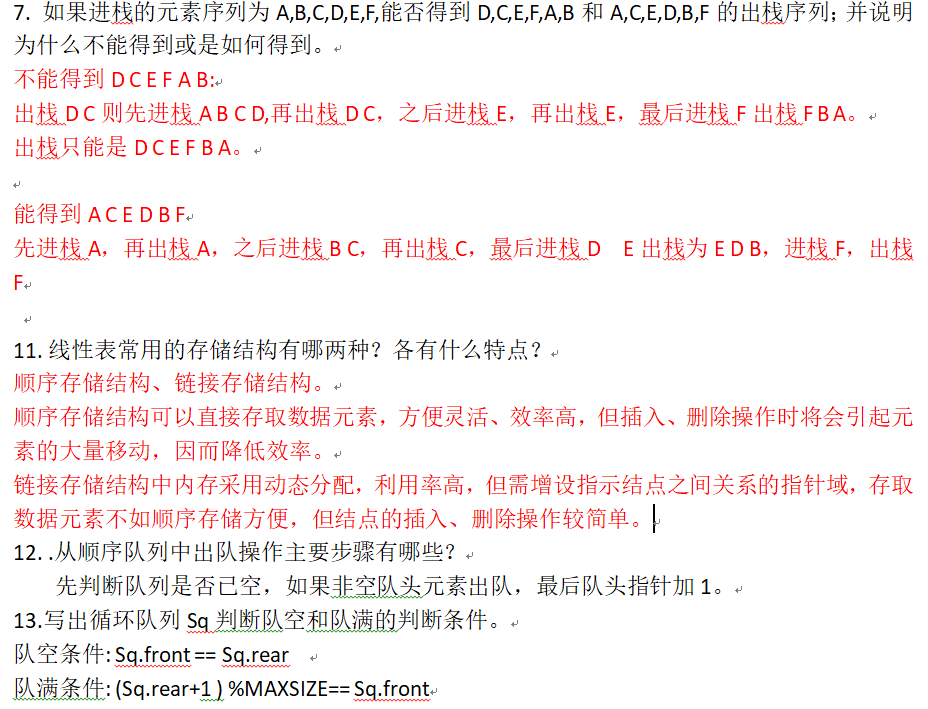 7. 如果进栈的元素序列为 A,B,C,D,E,F,能否得到 D,C,E,F,A,B 和 A,C,E,D,B,F 的出栈序列；并说明
为什么不能得到或是如何得到。
不能得到 D C E F A B:
出栈 D C 则先进栈 A B C D,再出栈 D C，之后进栈 E，再出栈 E，最后进栈 F 出栈 F B A。
出栈只能是 D C E F B A。
能得到 A C E D B F
先进栈 A，再出栈 A，之后进栈 B C，再出栈 C，最后进栈 D E 出栈为 E D B，进栈 F，出栈
F
11. 线性表常用的存储结构有哪两种？各有什么特点？
顺序存储结构、链接存储结构。
顺序存储结构可以直接存取数据元素，方便灵活、效率高，但插入、删除操作时将会引起元
素的大量移动，因而降低效率。
链接存储结构中内存采用动态分配，利用率高，但需增设指示结点之间关系的指针域，存取
数据元素不如顺序存储方便，但结点的插入、删除操作较简单。
12. .从顺序队列中出队操作主要步骤有哪些？
先判断队列是否已空，如果非空队头元素出队，最后队头指针加 1。
13.写出循环队列 Sq 判断队空和队满的判断条件。
队空条件: Sq.front == Sq.rear
队满条件: (Sq.rear+1 ) %MAXSIZE== Sq.front